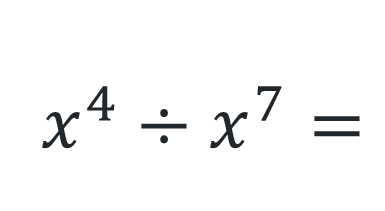 x⁴ ÷ x⁷ =